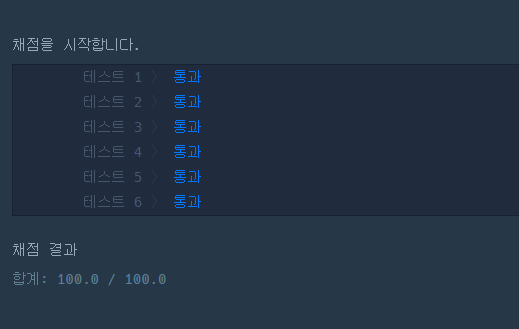 채점을 시작합니다.
테스트 1 〉 통과
테스트 2 〉 통과
테스트 3 〉 통과
테스트 4 〉 통과
테스트 5 〉 통과
테스트 6 〉 통과
채점 결과
합계: 100.0 / 100.0